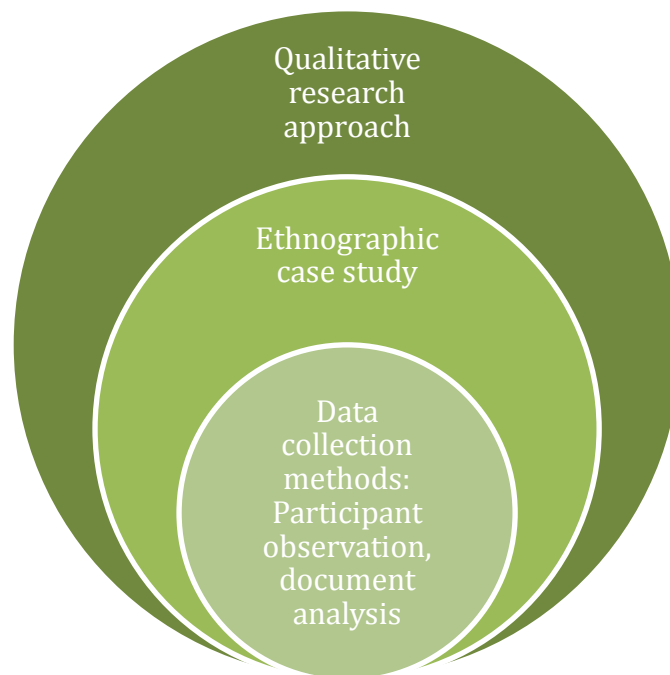 Qualitative
research
approach
Ethnographic
case study
Data
collection
methods:
Participant
observation,
document
analysis